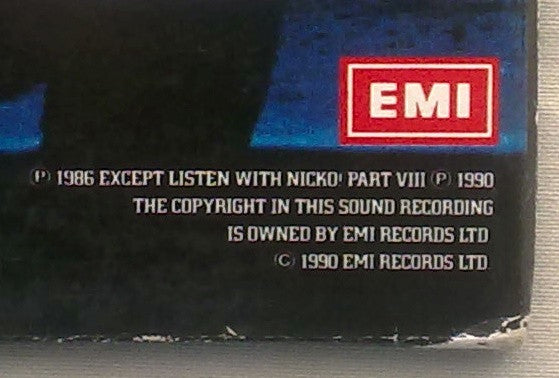 EMI
℗ 1986 EXCEPT LISTEN WITH NICKO! PART VIII ℗ 1990
THE COPYRIGHT IN THIS SOUND RECORDING
IS OWNED BY EMI RECORDS LTD
© 1990 EMI RECORDS LTD